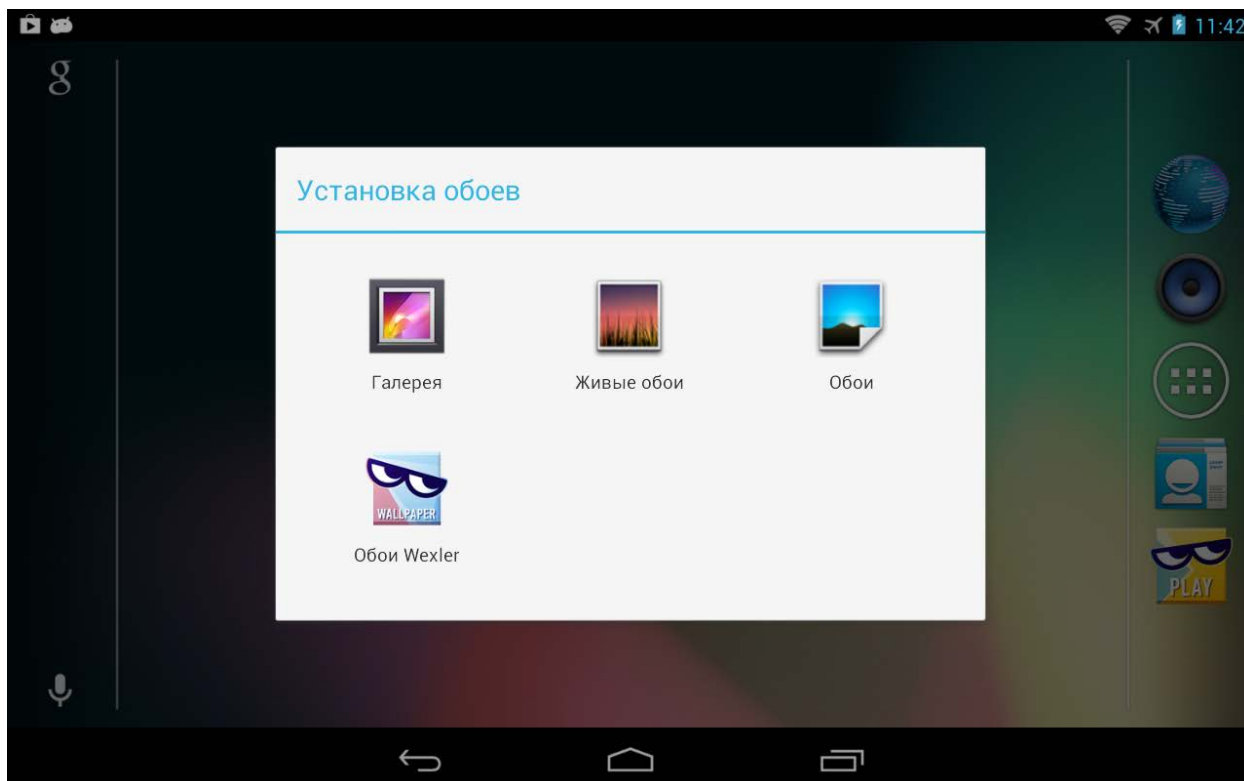 11:42
g
Установка обоев
Галерея
Живые обои
Обои
WALLPAPER
Обои Wexler
PLAY